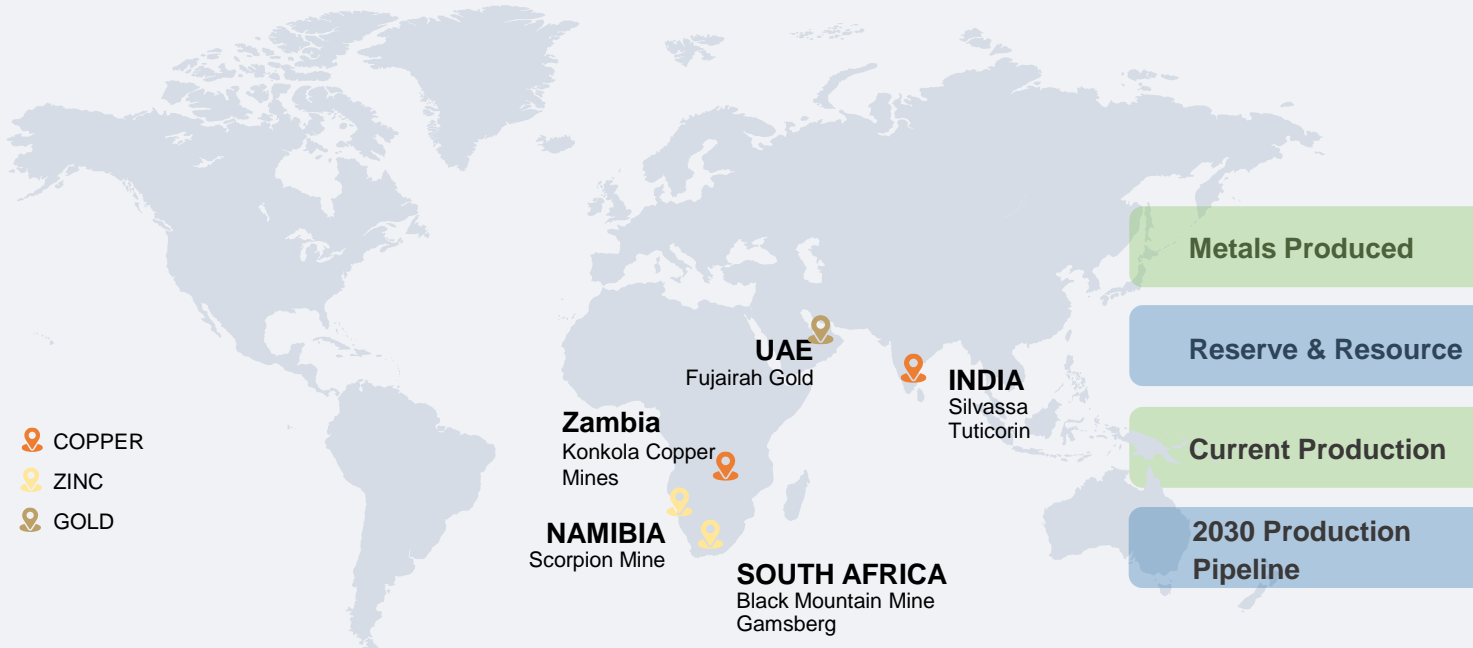 UAE
Fujairah Gold
INDIA
Silvassa
Tuticorin
Zambia
Konkola Copper
Mines
NAMIBIA
Scorpion Mine
SOUTH AFRICA
Black Mountain Mine
Gamsberg
COPPER
ZINC
GOLD
Metals Produced
Reserve & Resource
Current Production
2030 Production
Pipeline